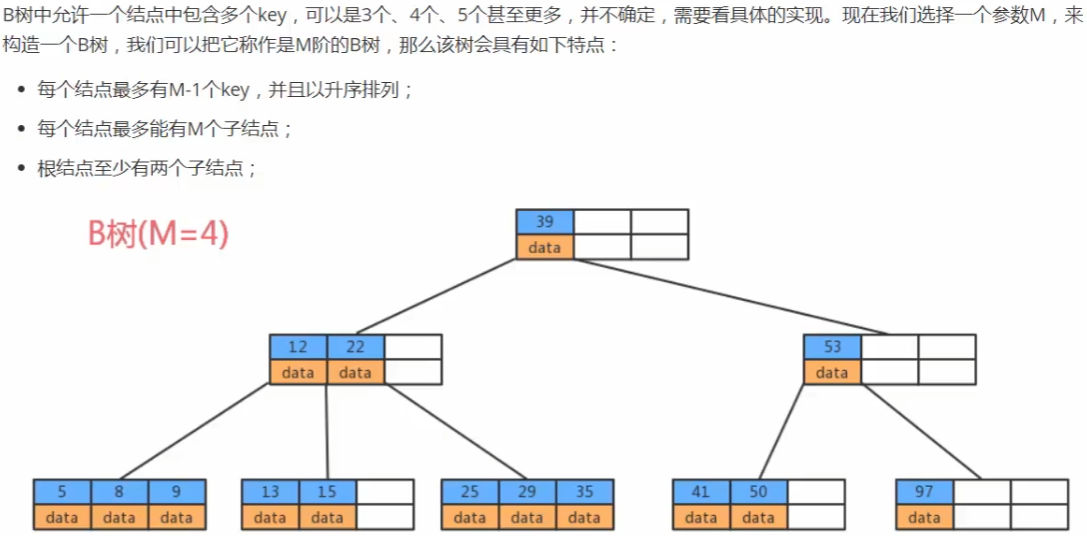 B树中允许一个结点中包含多个key，可以是3个、4个、5个甚至更多，并不确定，需要看具体的实现。现在我们选择一个参数M，来
构造一个B树，我们可以把它称作是M阶的B树，那么该树会具有如下特点：
• 每个结点最多有M-1个key，并且以升序排列；
• 每个结点最多能有M个子结点；
• 根结点至少有两个子结点；
B树(M=4)
39
data
12 22
data data
53
data
5 8 9
data data data
13 15
data data
25 29 35
data data data
41 50
data data
97
data